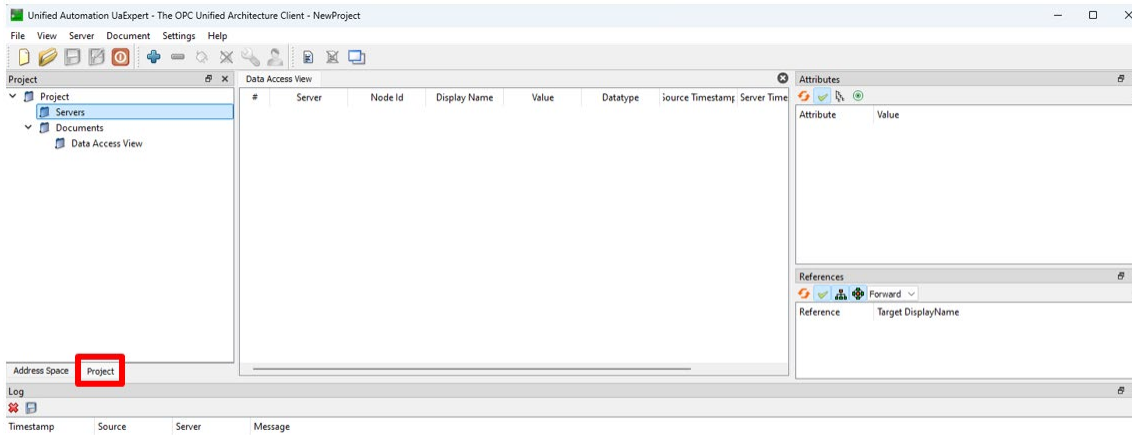 Unified Automation UaExpert - The OPC Unified Architecture Client - NewProject
File View Server Document Settings Help
Project
Data Access View
Attributes
Project
Servers
Documents
Data Access View
# Server Node Id Display Name Value Datatype Source Timestamp Server Time
Attribute Value
References
Forward
Reference Target DisplayName
Address Space Project
Log
Timestamp Source Server Message